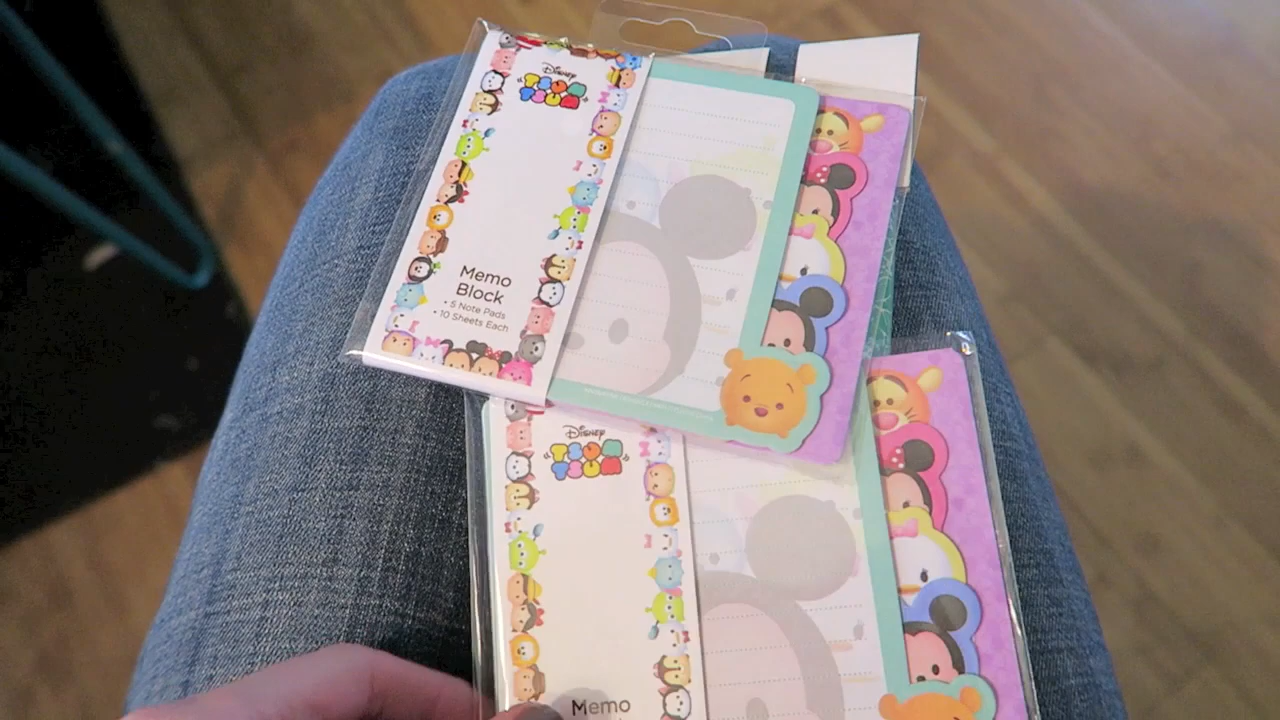 Disney
TSUM
TSUM
Memo
Block
• 5 Note Pads
• 10 Sheets Each
Disney
TSUM
TSUM
Memo